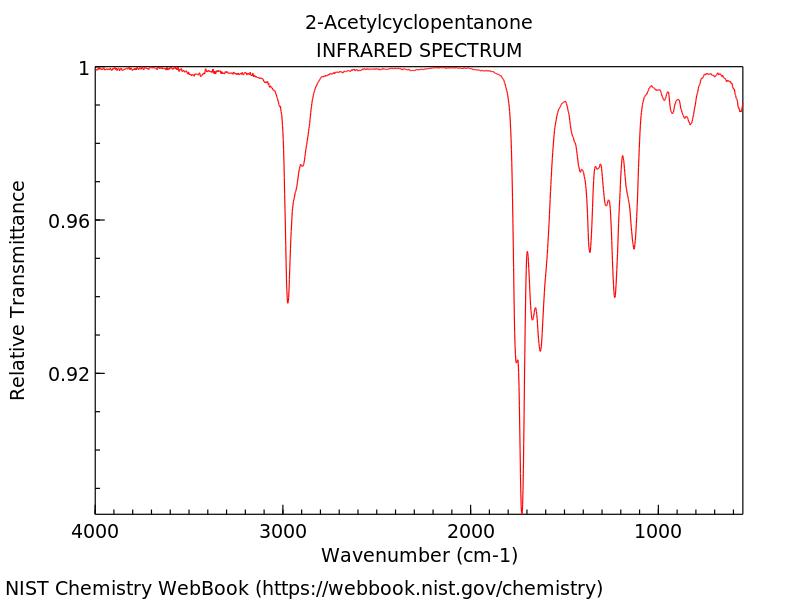 2-Acetylcyclopentanone
INFRARED SPECTRUM
1
0.96
0.92
Relative Transmittance
4000 3000 2000 1000
Wavenumber (cm-1)
NIST Chemistry WebBook (https://webbook.nist.gov/chemistry)